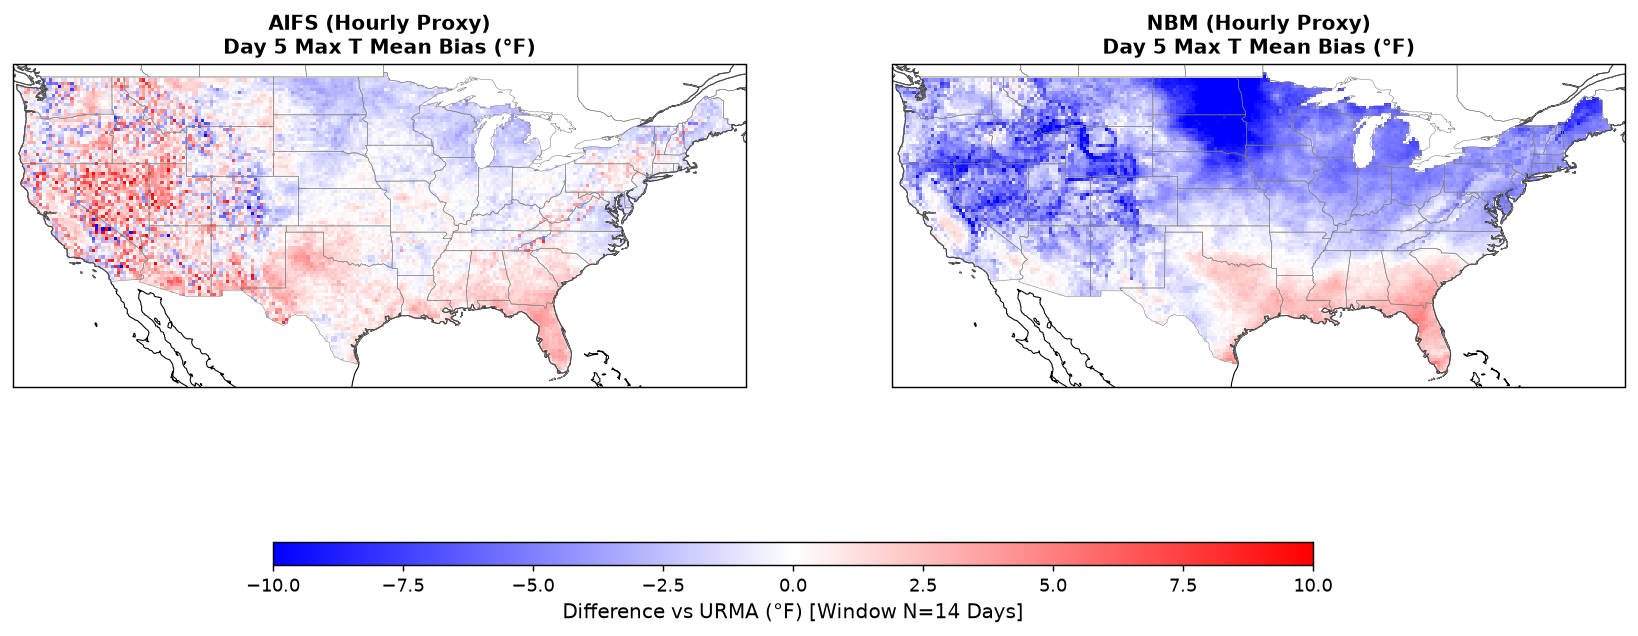 AIFS (Hourly Proxy)
Day 5 Max T Mean Bias (°F)
NBM (Hourly Proxy)
Day 5 Max T Mean Bias (°F)
−10.0 −7.5 −5.0 −2.5 0.0 2.5 5.0 7.5 10.0
Difference vs URMA (°F) [Window N=14 Days]